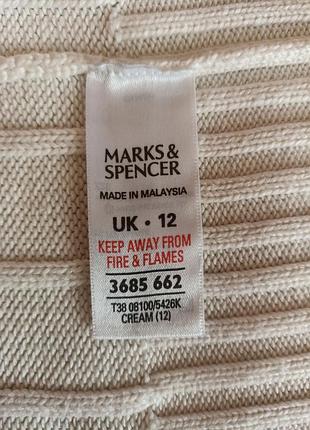 MARKS &
SPENCER
MADE IN MALAYSIA
UK • 12
KEEP AWAY FROM
FIRE & FLAMES
3685 662
T38 08100/5426K
CREAM (12)